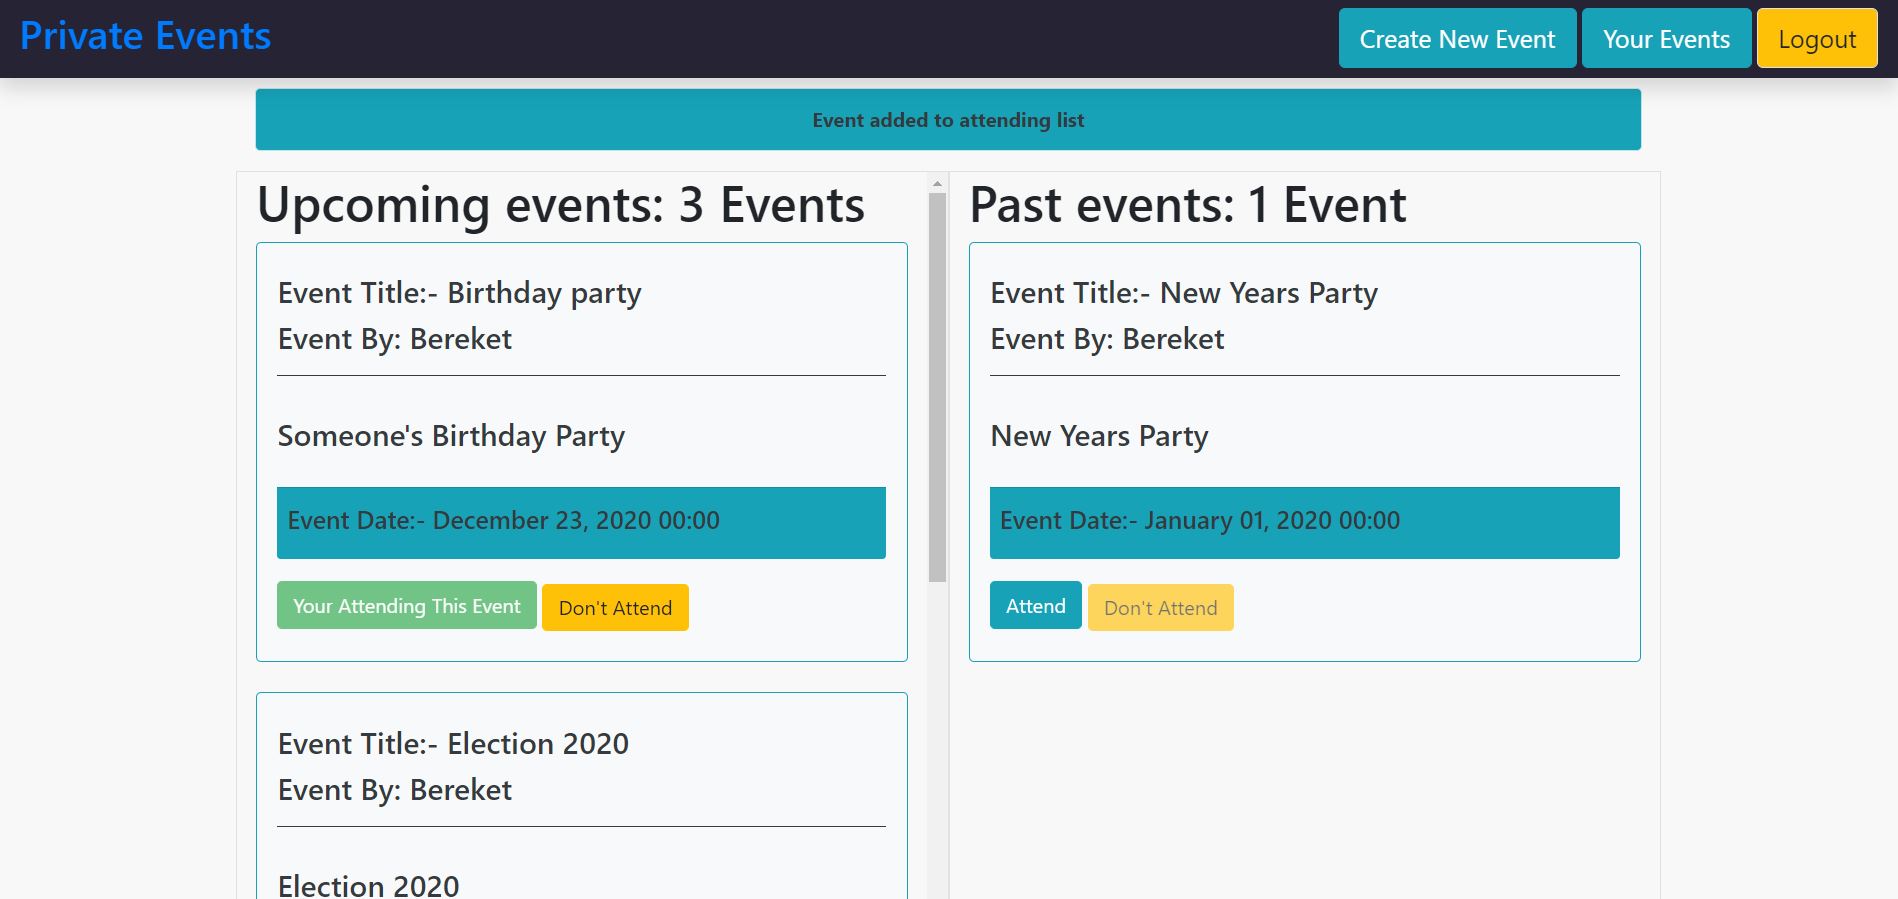 Private Events
Create New Event
Your Events
Logout
Event added to attending list
Upcoming events: 3 Events
Event Title:- Birthday party
Event By: Bereket
Someone's Birthday Party
Event Date:- December 23, 2020 00:00
Your Attending This Event
Don't Attend
Event Title:- Election 2020
Event By: Bereket
Election 2020
Past events: 1 Event
Event Title:- New Years Party
Event By: Bereket
New Years Party
Event Date:- January 01, 2020 00:00
Attend
Don't Attend